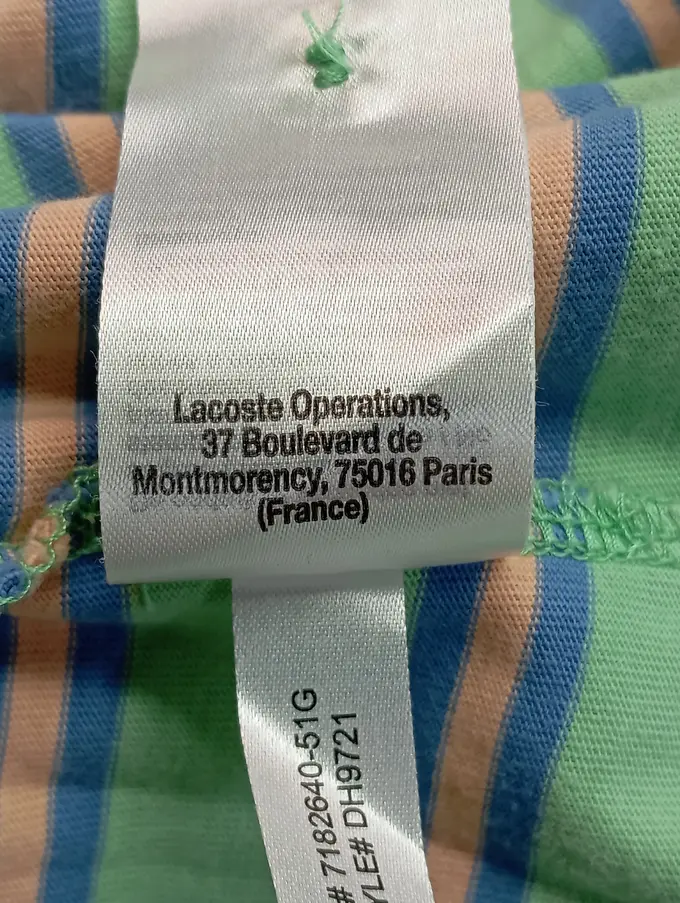 Lacoste Operations,
37 Boulevard de
Montmorency, 75016 Paris
(France)
# 7182640-51G
YLE# DH9721